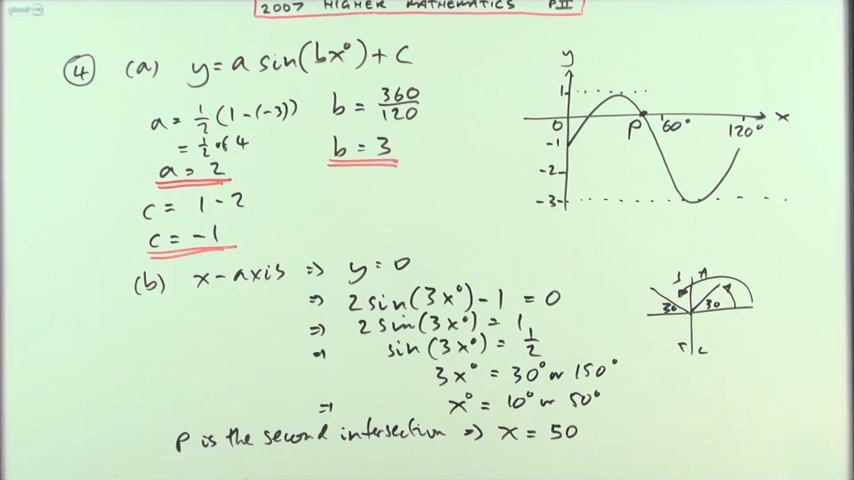 2007 HIGHER MATHEMATICS PII
④ (a) y = a sin(bx°) + c
a = ½(1-(-3))
= ½ of 4
a = 2
c = 1 - 2
c = -1
b = 360/120
b = 3
y
1
0
-1
-2
-3
P
60°
120°
x
(b) x-axis ⇒ y = 0
⇒ 2 sin(3x°) - 1 = 0
⇒ 2 sin(3x°) = 1
⇒ sin(3x°) = ½
3x° = 30° or 150°
⇒ x° = 10° or 50°
P is the second intersection ⇒ x = 50
S A
30 30
T C